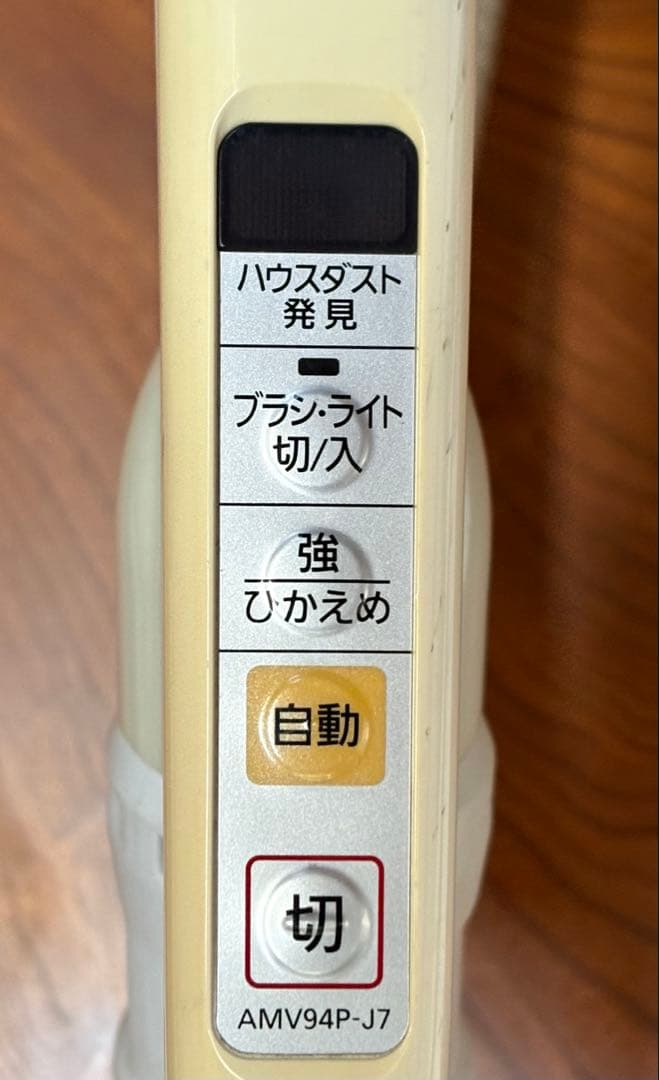 ハウスダスト
発見
ブラシ・ライト
切/入
強
ひかえめ
自動
切
AMV94P-J7